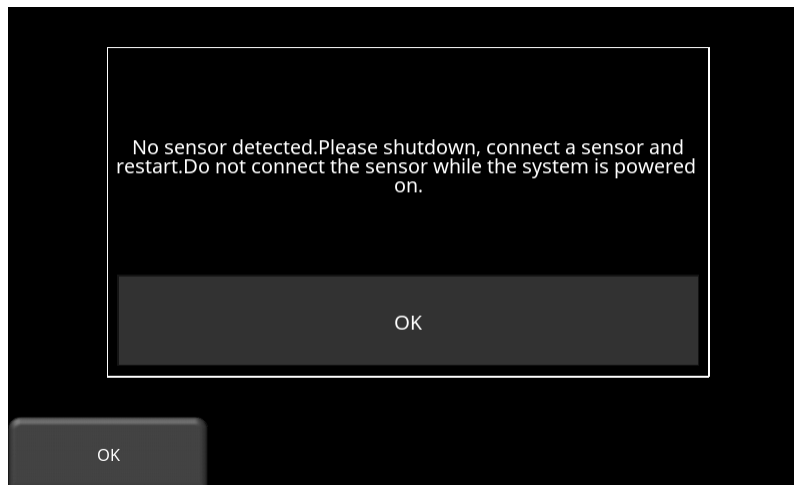 No sensor detected.Please shutdown, connect a sensor and
restart.Do not connect the sensor while the system is powered
on.
OK
OK